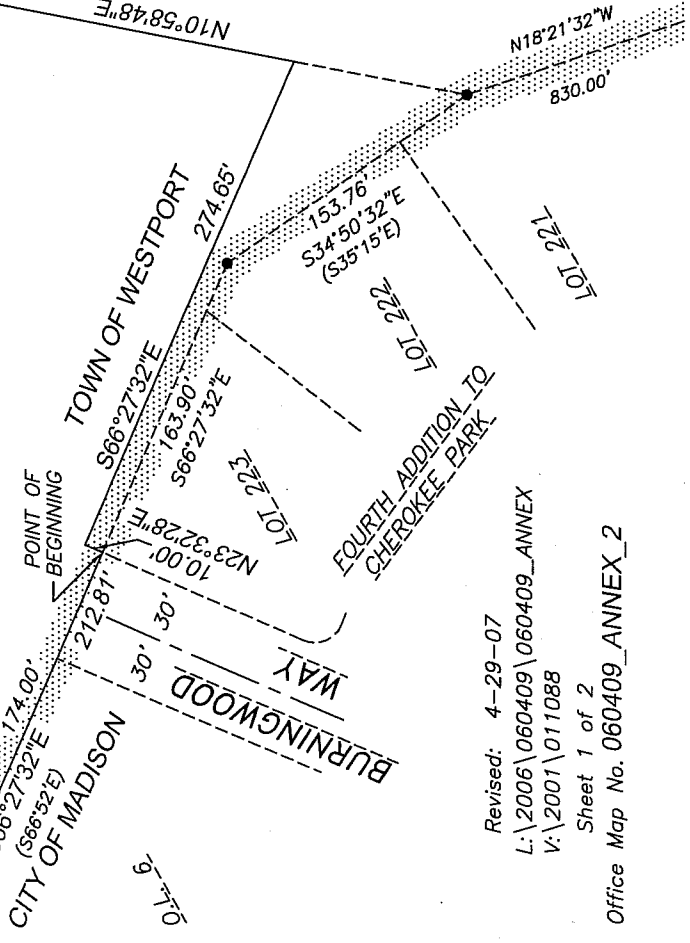 N10°58'48"E
N18°21'32"W
830.00'
TOWN OF WESTPORT
274.65'
S66°27'32"E
153.76'
S34°50'32"E
(S35°15'E)
LOT 221
LOT 222
163.90'
S66°27'32"E
LOT 223
POINT OF
BEGINNING
10.00'
N23°32'28"E
FOURTH ADDITION TO
CHEROKEE PARK
212.81'
30'
30'
BURNINGWOOD
WAY
174.00'
S66°27'32"E
(S66°52'E)
CITY OF MADISON
O.L. 6
Revised: 4-29-07
L:\2006\060409\060409_ANNEX
V:\2001\011088
Sheet 1 of 2
Office Map No. 060409_ANNEX_2